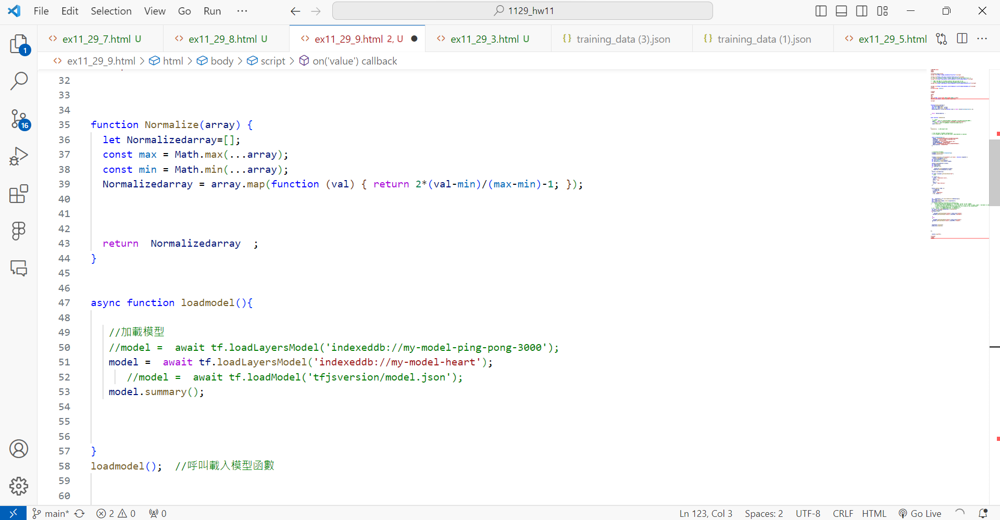 File Edit Selection View Go Run ··· 1129_hw11
ex11_29_7.html U ex11_29_8.html U ex11_29_9.html 2, U ex11_29_3.html U training_data (3).json training_data (1).json ex11_29_5.html
ex11_29_9.html > html > body > script > on('value') callback
1
16
32
33
34
35 function Normalize(array) {
36 let Normalizedarray=[];
37 const max = Math.max(...array);
38 const min = Math.min(...array);
39 Normalizedarray = array.map(function (val) { return 2*(val-min)/(max-min)-1; });
40
41
42
43 return  Normalizedarray  ;
44 }
45
46
47 async function loadmodel(){
48
49 //加載模型
50 //model =  await tf.loadLayersModel('indexeddb://my-model-ping-pong-3000');
51 model =  await tf.loadLayersModel('indexeddb://my-model-heart');
52 //model =  await tf.loadModel('tfjsversion/model.json');
53 model.summary();
54
55
56
57 }
58 loadmodel();  //呼叫載入模型函數
59
60
main* 2 0 0 Ln 123, Col 3 Spaces: 2 UTF-8 CRLF HTML Go Live